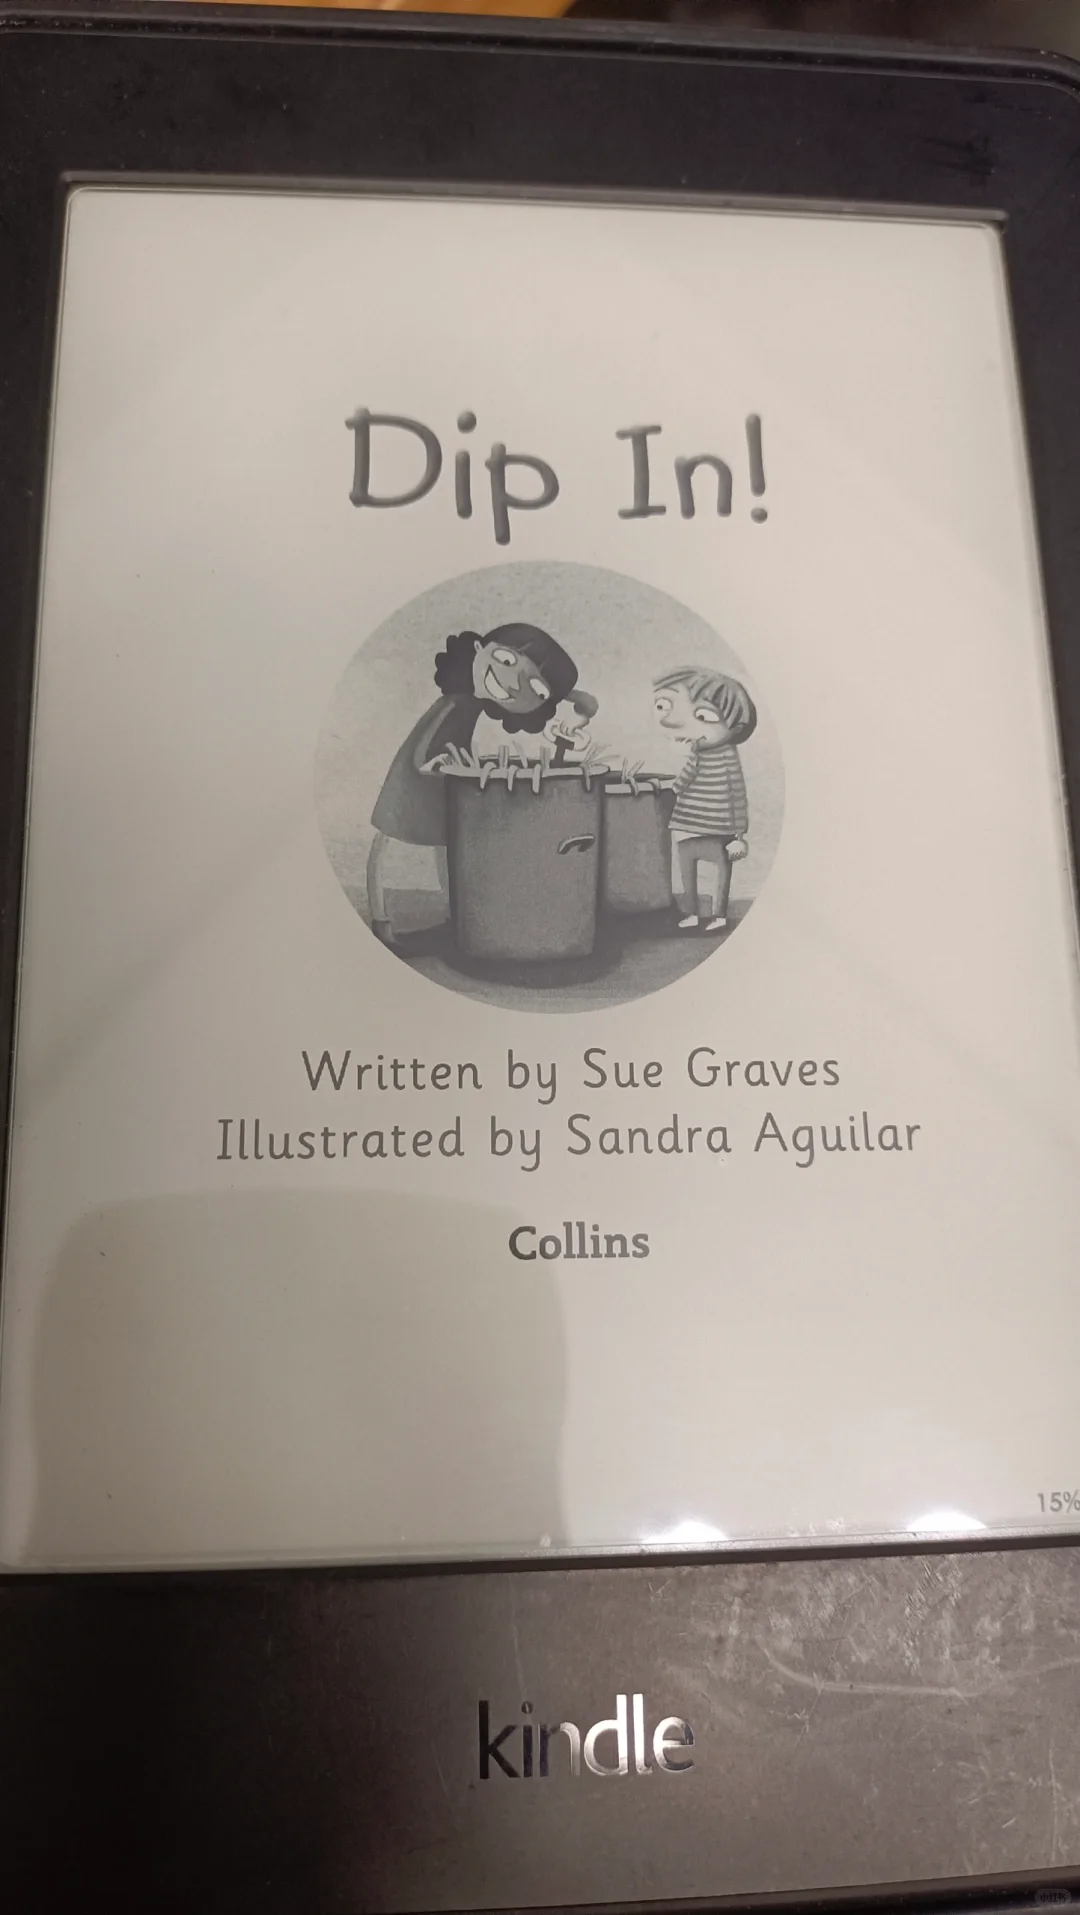 Dip In!
Written by Sue Graves
Illustrated by Sandra Aguilar
Collins
15%
kindle